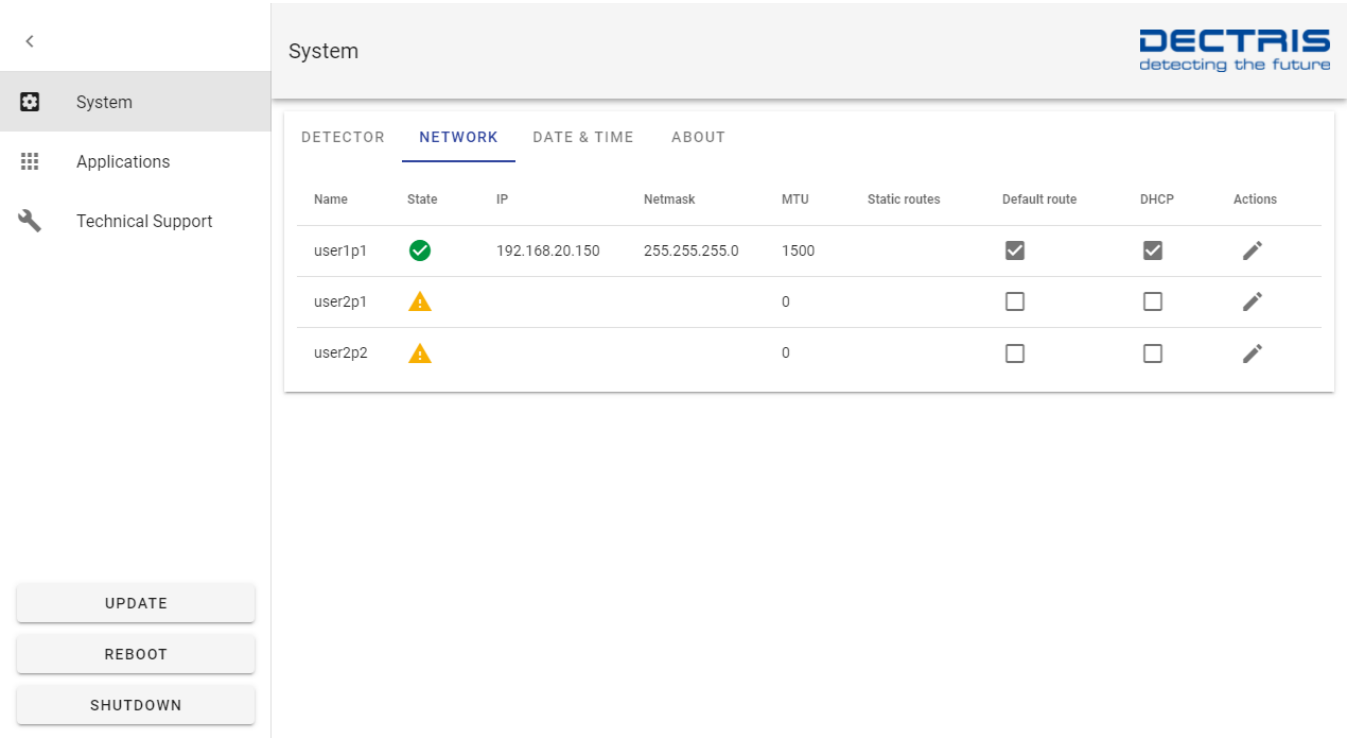 System
DECTRIS
detecting the future
System
Applications
Technical Support
DETECTOR NETWORK DATE & TIME ABOUT
Name State IP Netmask MTU Static routes Default route DHCP Actions
user1p1 192.168.20.150 255.255.255.0 1500
user2p1 0
user2p2 0
UPDATE
REBOOT
SHUTDOWN